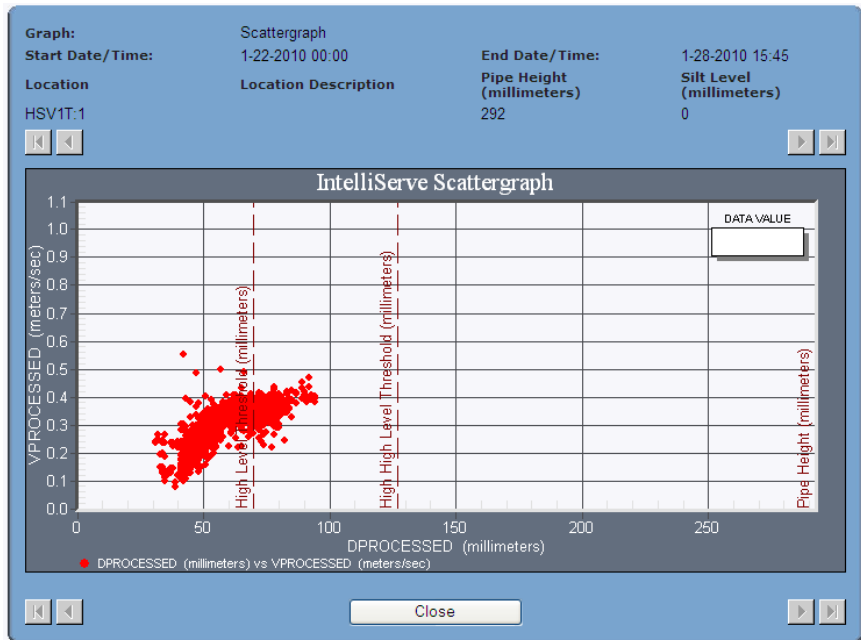 Graph: Scattergraph
Start Date/Time: 1-22-2010 00:00 End Date/Time: 1-28-2010 15:45
Location Location Description Pipe Height (millimeters) Silt Level (millimeters)
HSV1T:1 292 0
IntelliServe Scattergraph
DATA VALUE
1.1
1.0
0.9
0.8
0.7
0.6
0.5
0.4
0.3
0.2
0.1
0.0
VPROCESSED (meters/sec)
High Level Threshold (millimeters)
High High Level Threshold (millimeters)
Pipe Height (millimeters)
0 50 100 150 200 250
DPROCESSED (millimeters)
DPROCESSED (millimeters) vs VPROCESSED (meters/sec)
Close